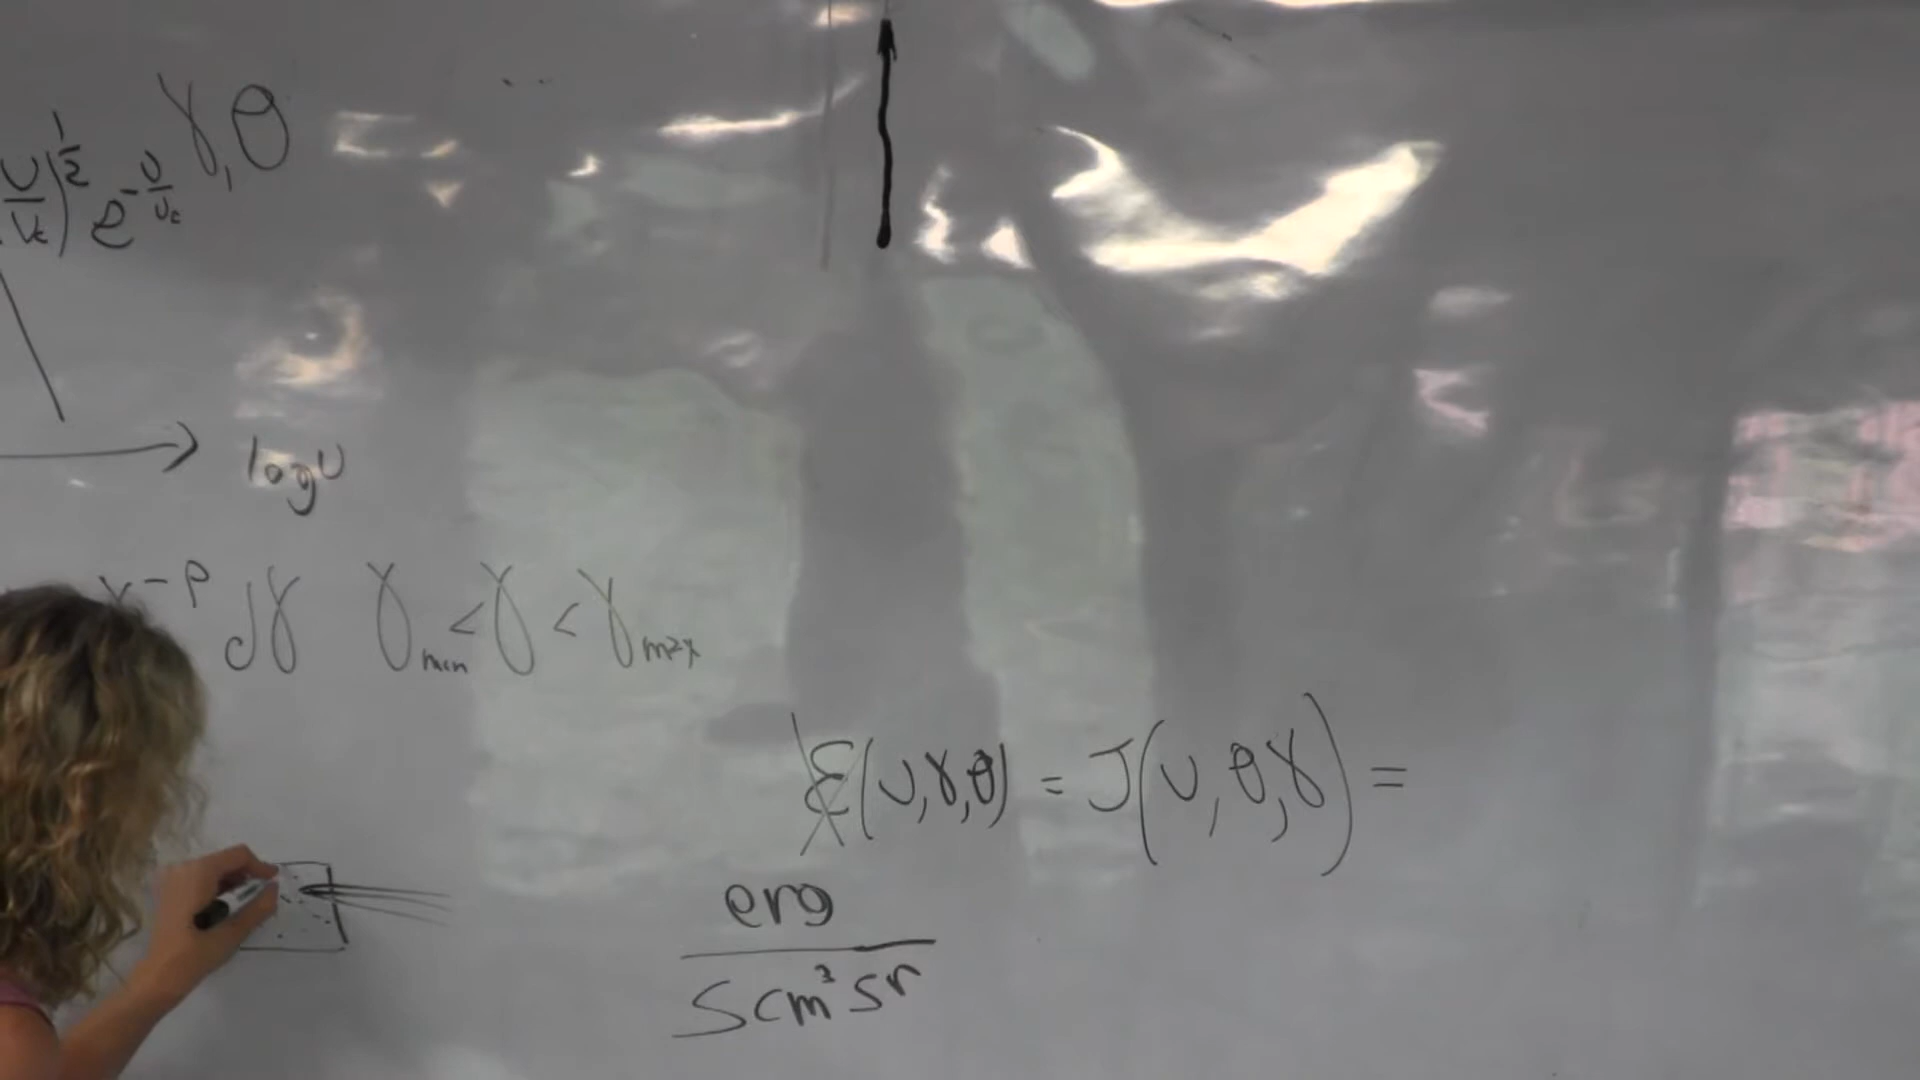 γ, θ
ν/νc)^1/2 e^-ν/νc
log ν
γ^-p dγ γmin < γ < γmax
ε(ν,γ,θ) = J(ν,θ,γ) =
erg
s cm³ sr